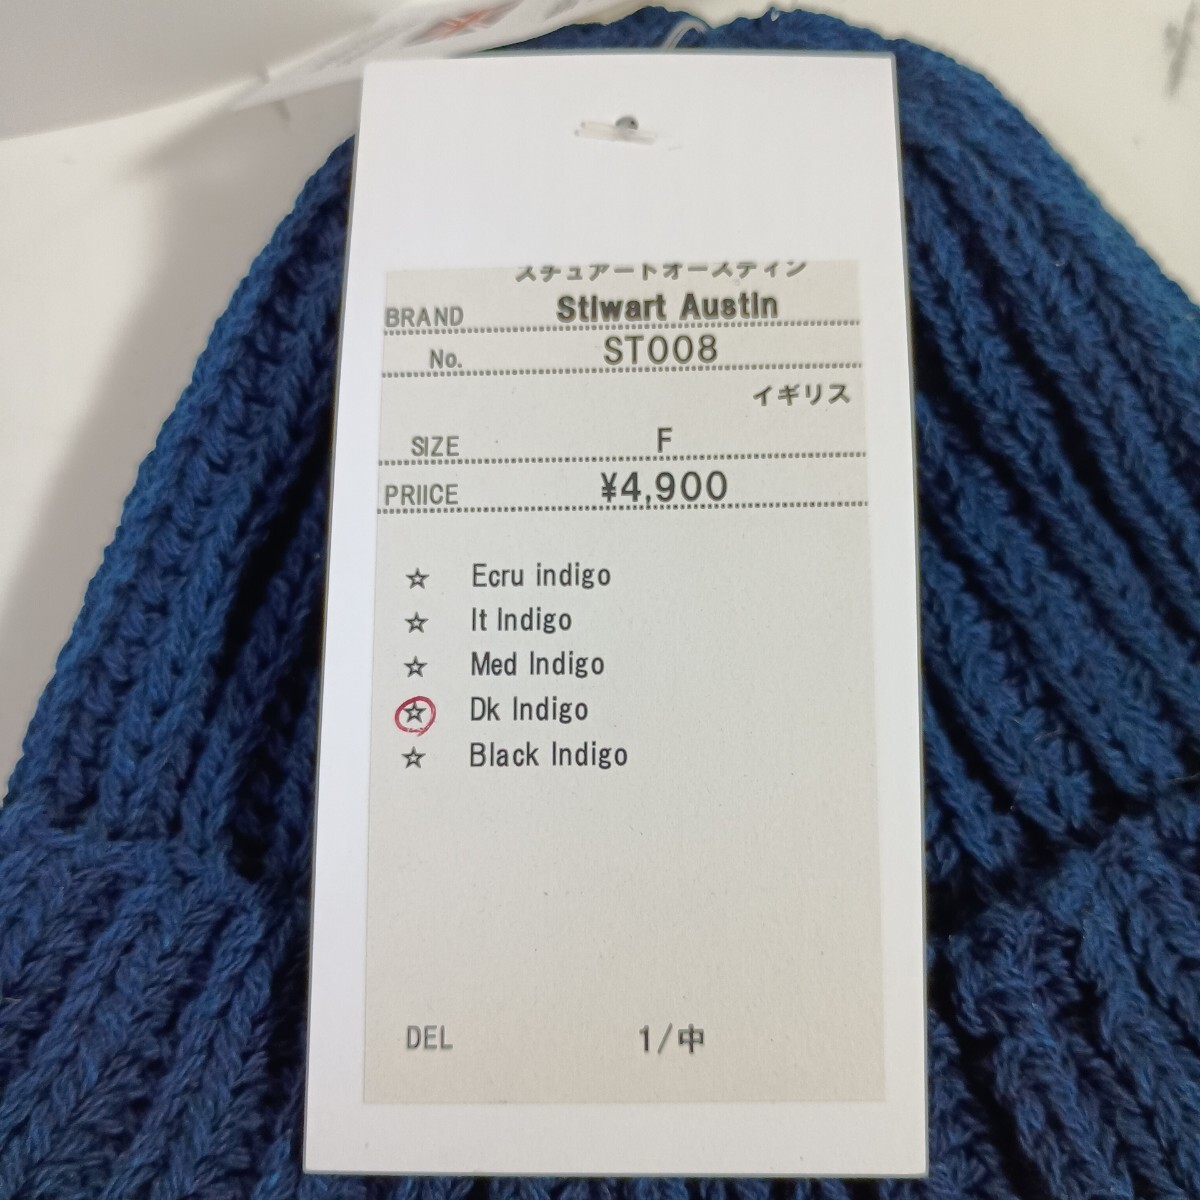 スチュアートオースティン
BRAND Stiwart Austin
No. ST008
イギリス
SIZE F
PRIICE ¥4,900
☆ Ecru indigo
☆ It Indigo
☆ Med Indigo
☆ Dk Indigo
☆ Black Indigo
DEL 1/中